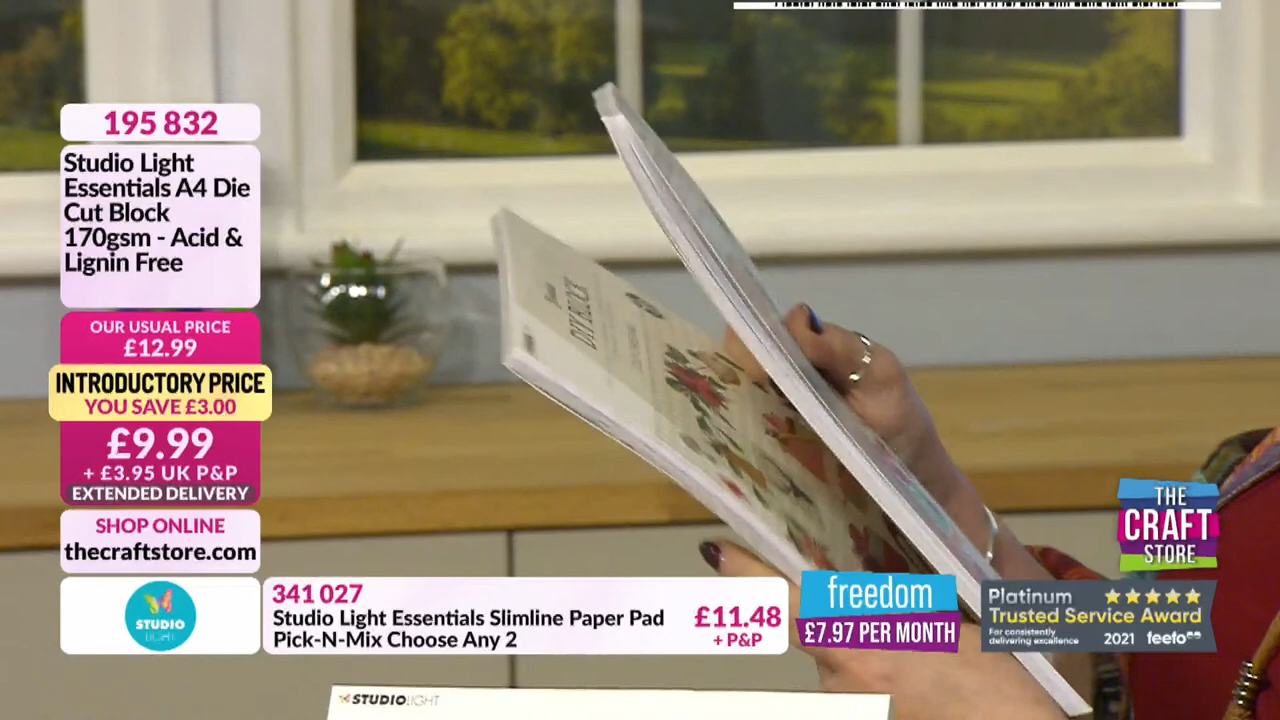 195 832
Studio Light
Essentials A4 Die
Cut Block
170gsm - Acid &
Lignin Free
OUR USUAL PRICE
£12.99
INTRODUCTORY PRICE
YOU SAVE £3.00
£9.99
+ £3.95 UK P&P
EXTENDED DELIVERY
SHOP ONLINE
thecraftstore.com
STUDIO
LIGHT
341 027
Studio Light Essentials Slimline Paper Pad
Pick-N-Mix Choose Any 2
£11.48
+ P&P
freedom
£7.97 PER MONTH
THE
CRAFT
STORE
Platinum
Trusted Service Award
For consistently
delivering excellence
2021 feefo
DIY BLOCK
STUDIOLIGHT